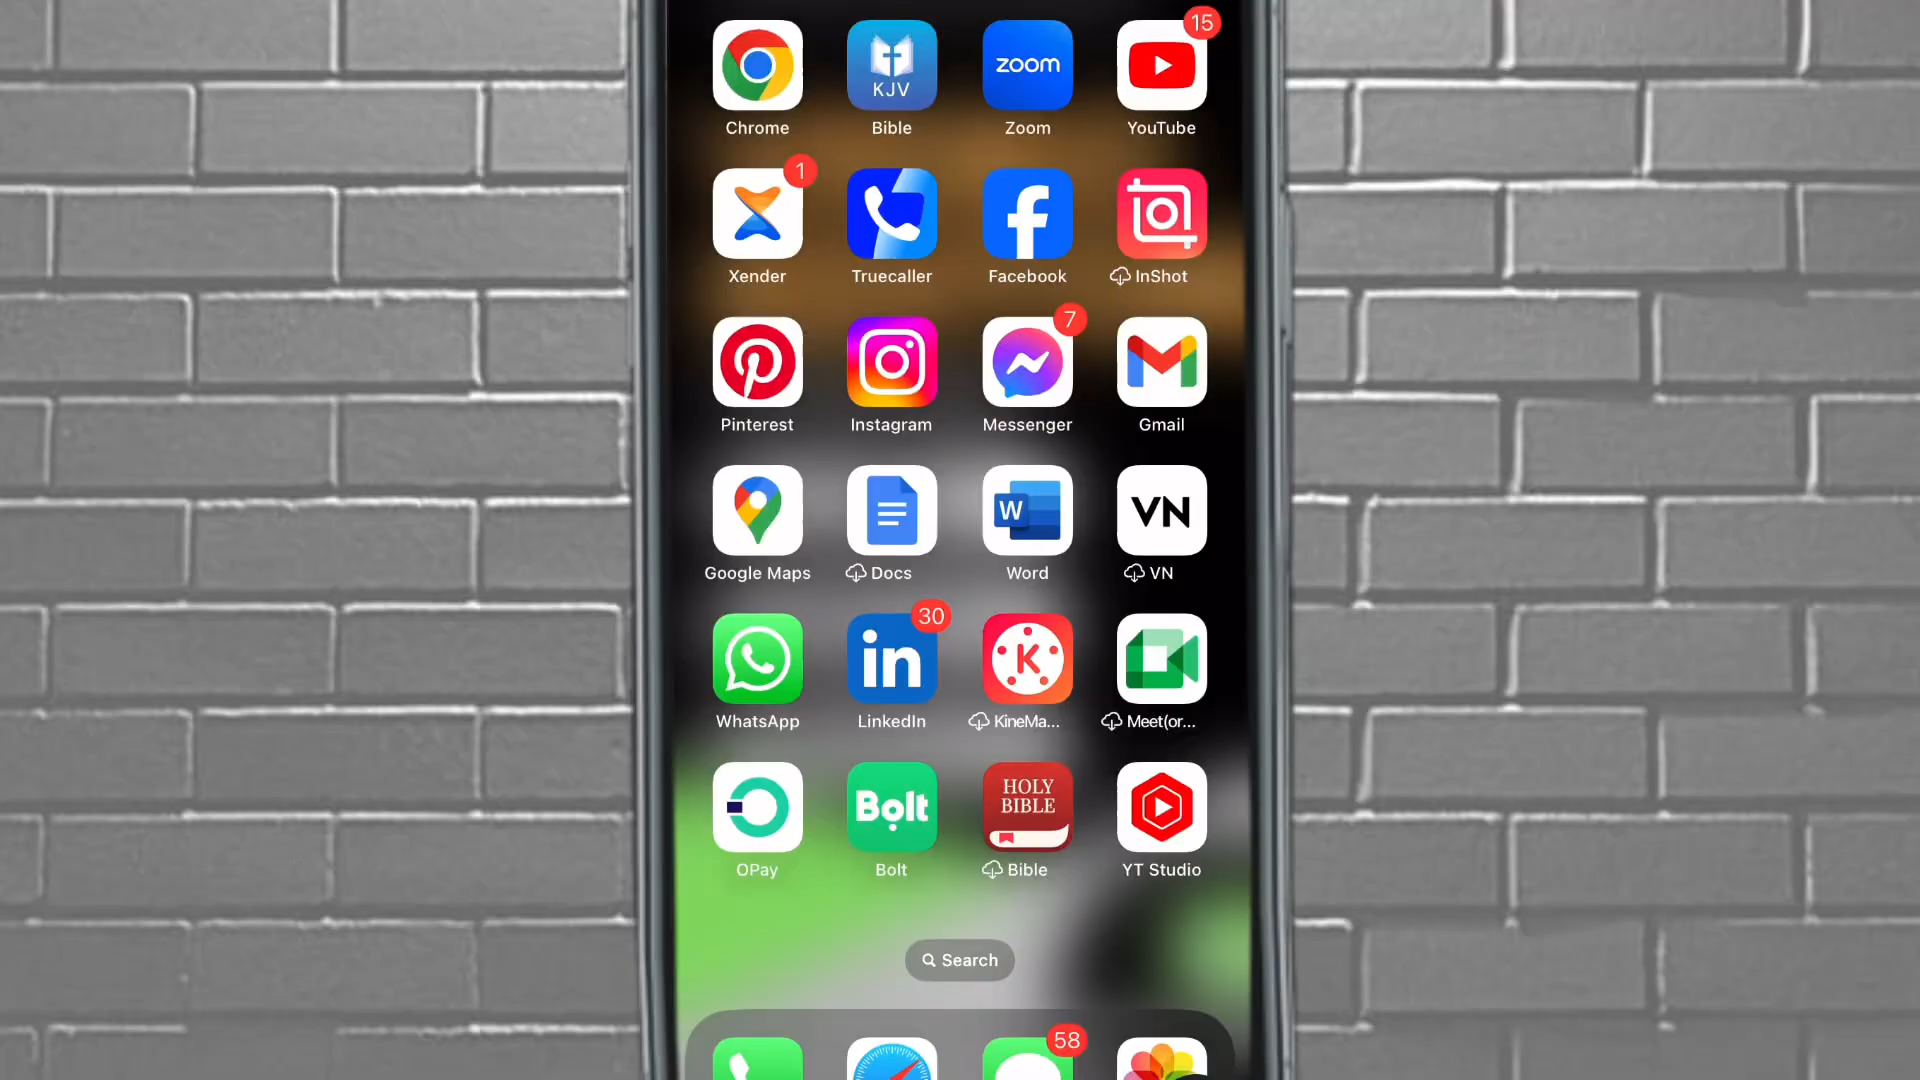 15
zoom
KJV
Chrome
Bible
Zoom
YouTube
1
Xender
Truecaller
Facebook
InShot
7
Pinterest
Instagram
Messenger
Gmail
W
VN
Google Maps
Docs
Word
VN
30
in
K
WhatsApp
LinkedIn
KineMa...
Meet(or...
Bolt
HOLY
BIBLE
OPay
Bolt
Bible
YT Studio
Search
58